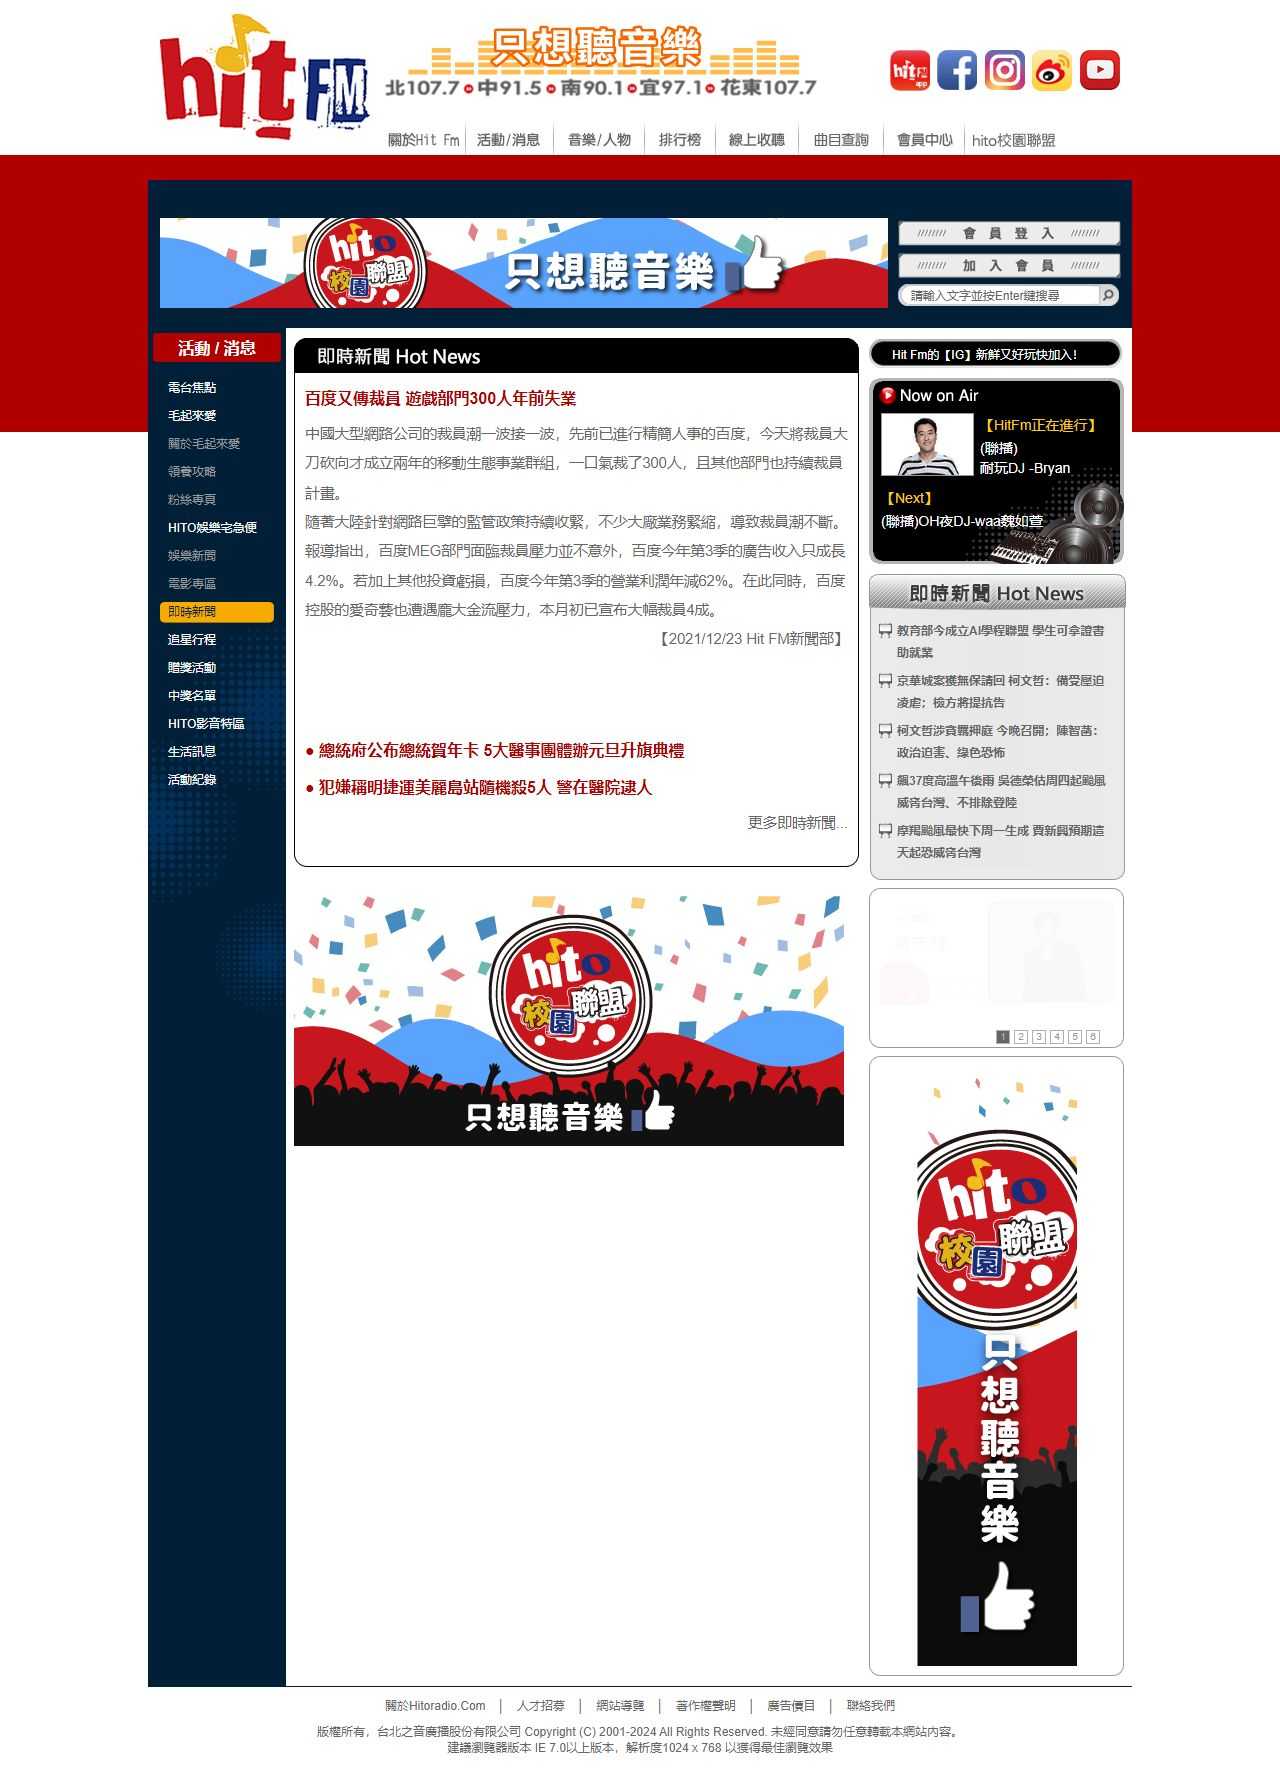 hit FM
只想聽音樂
北107.7 中91.5 南90.1 宜97.1 花東107.7
hit FM app
關於Hit Fm
活動/消息
音樂/人物
排行榜
線上收聽
曲目查詢
會員中心
hito校園聯盟
hito
校園聯盟
只想聽音樂
會員登入
加入會員
請輸入文字並按Enter鍵搜尋
活動 / 消息
電台焦點
毛起來愛
關於毛起來愛
領養攻略
粉絲專頁
HITO娛樂宅急便
娛樂新聞
電影專區
即時新聞
追星行程
贈獎活動
中獎名單
HITO影音特區
生活訊息
活動紀錄
即時新聞 Hot News
百度又傳裁員 遊戲部門300人年前失業
中國大型網路公司的裁員潮一波接一波，先前已進行精簡人事的百度，今天將裁員大
刀砍向才成立兩年的移動生態事業群組，一口氣裁了300人，且其他部門也持續裁員
計畫。
隨著大陸針對網路巨擘的監管政策持續收緊，不少大廠業務緊縮，導致裁員潮不斷。
報導指出，百度MEG部門面臨裁員壓力並不意外，百度今年第3季的廣告收入只成長
4.2%。若加上其他投資虧損，百度今年第3季的營業利潤年減62%。在此同時，百度
控股的愛奇藝也遭遇龐大金流壓力，本月初已宣布大幅裁員4成。
【2021/12/23 Hit FM新聞部】
● 總統府公布總統賀年卡 5大醫事團體辦元旦升旗典禮
● 犯嫌稱明捷運美麗島站隨機殺5人 警在醫院逮人
更多即時新聞...
hito
校園聯盟
只想聽音樂
Hit Fm的【IG】新鮮又好玩快加入!
Now on Air
【HitFm正在進行】
(聯播)
耐玩DJ -Bryan
【Next】
(聯播)OH夜DJ-waa魏如萱
即時新聞 Hot News
教育部今成立AI學程聯盟 學生可拿證書
助就業
京華城案獲無保請回 柯文哲：備受壓迫
凌虐；檢方將提抗告
柯文哲涉貪羈押庭 今晚召開；陳智菡：
政治迫害、綠色恐怖
飆37度高溫午後雨 吳德榮估周四起颱風
威脅台灣、不排除登陸
摩羯颱風最快下周一生成 賈新興預期這
天起恐威脅台灣
1 2 3 4 5 6
hito
校園聯盟
只想聽音樂
關於Hitoradio.Com │ 人才招募 │ 網站導覽 │ 著作權聲明 │ 廣告價目 │ 聯絡我們
版權所有，台北之音廣播股份有限公司 Copyright (C) 2001-2024 All Rights Reserved. 未經同意請勿任意轉載本網站內容。
建議瀏覽器版本 IE 7.0以上版本，解析度1024 x 768 以獲得最佳瀏覽效果